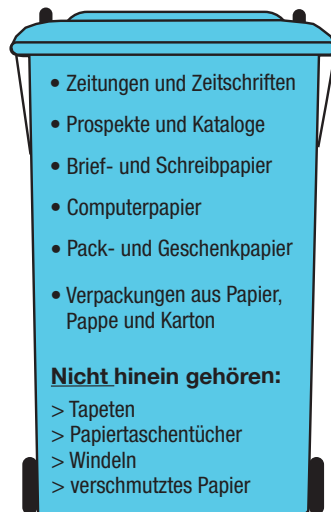 • Zeitungen und Zeitschriften
• Prospekte und Kataloge
• Brief- und Schreibpapier
• Computerpapier
• Pack- und Geschenkpapier
• Verpackungen aus Papier,
Pappe und Karton
Nicht hinein gehören:
> Tapeten
> Papiertaschentücher
> Windeln
> verschmutztes Papier